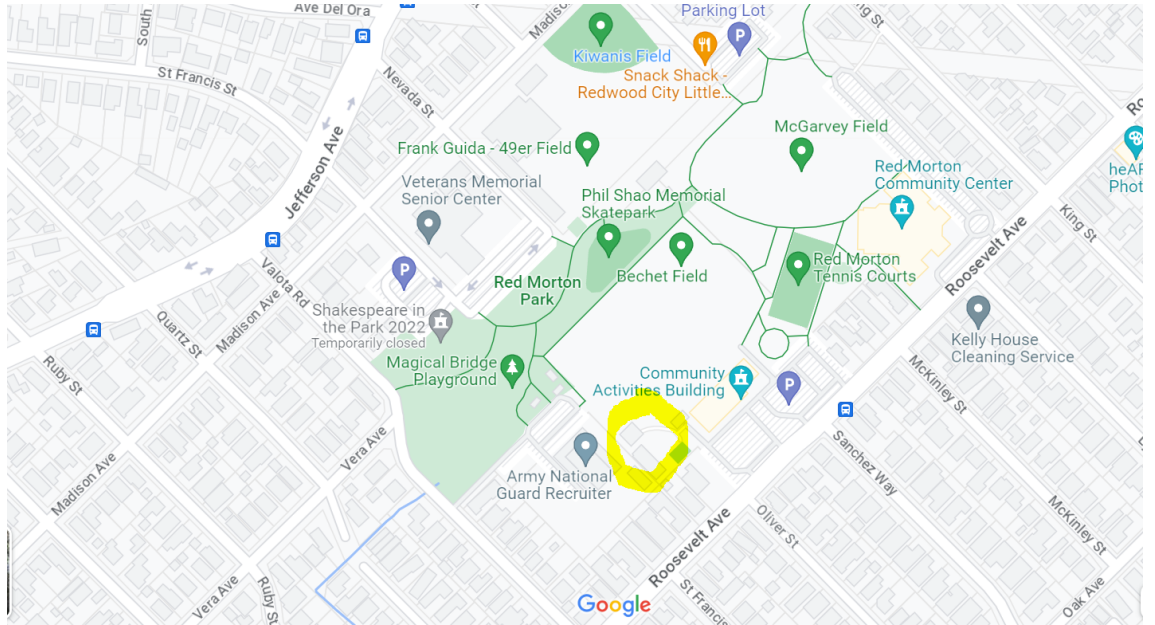 Ave Del Ora
South
St Francis St
Jefferson Ave
Madiso
Nevada St
Kiwanis Field
Parking Lot
Snack Shack -
Redwood City Little...
ng St
McGarvey Field
Frank Guida - 49er Field
Veterans Memorial
Senior Center
Phil Shao Memorial
Skatepark
Red Morton
Community Center
Ro
heAR
Phot
King St
Roosevelt Ave
Bechet Field
Red Morton
Tennis Courts
Red Morton
Park
Valota Rd
Madison Ave
Quartz St
Ruby St
Shakespeare in
the Park 2022
Temporarily closed
Magical Bridge
Playground
Kelly House
Cleaning Service
McKinley St
Community
Activities Building
Vera Ave
Madison Ave
Army National
Guard Recruiter
Sanchez Way
McKinley St
Oliver St
Roosevelt Ave
St Francis
Oak Ave
Vera Ave
Ruby St
Google